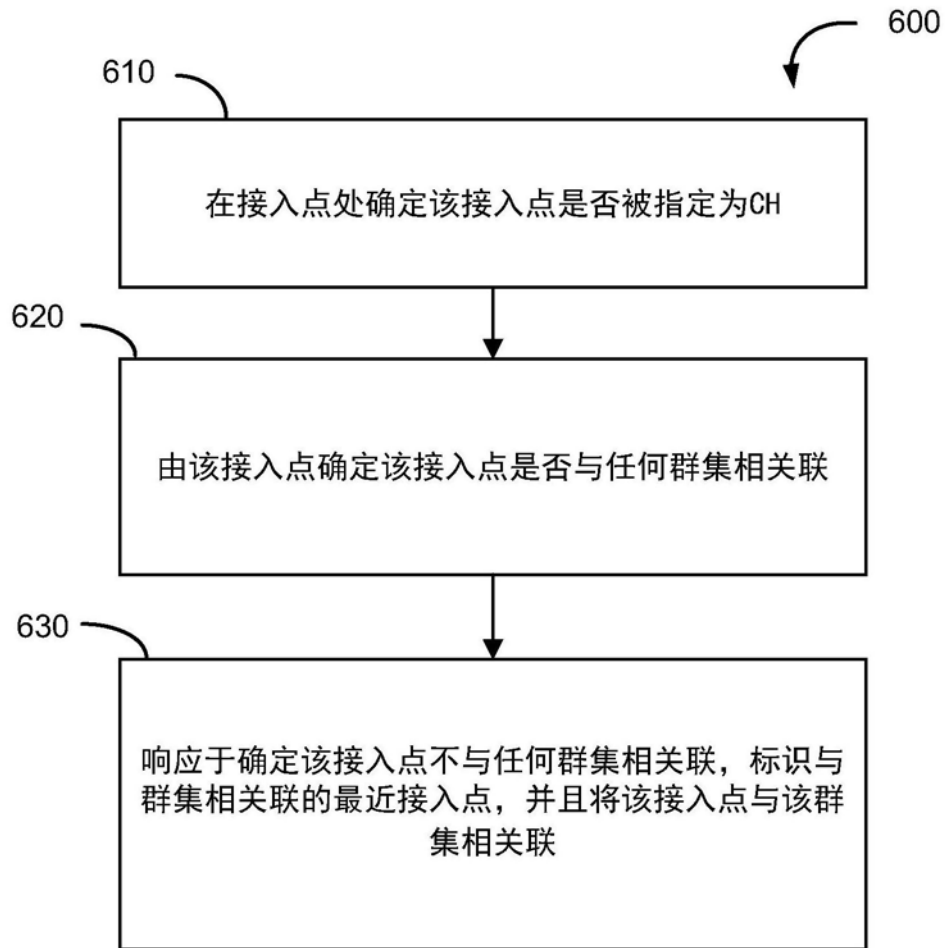 600
610
在接入点处确定该接入点是否被指定为CH
620
由该接入点确定该接入点是否与任何群集相关联
630
响应于确定该接入点不与任何群集相关联，标识与
群集相关联的最近接入点，并且将该接入点与该群
集相关联